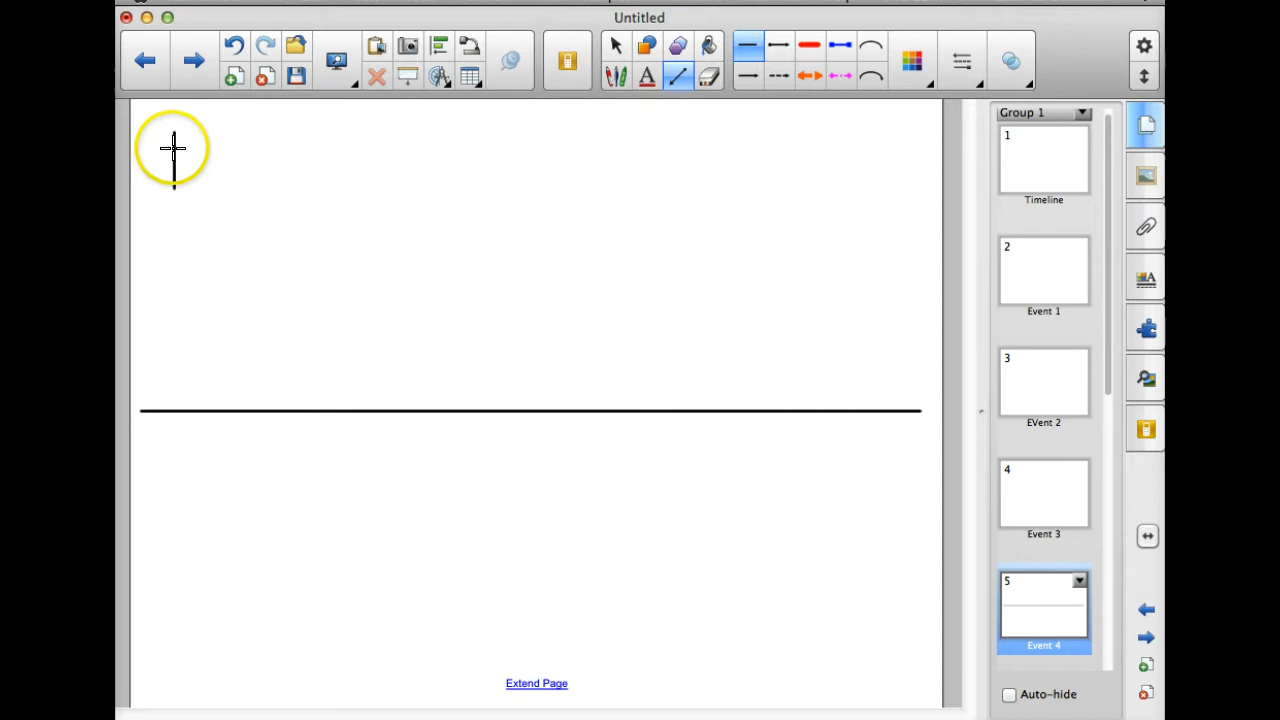 Untitled
A
A
Group 1
1
Timeline
2
Event 1
3
EVent 2
4
Event 3
5
Event 4
Extend Page
Auto-hide